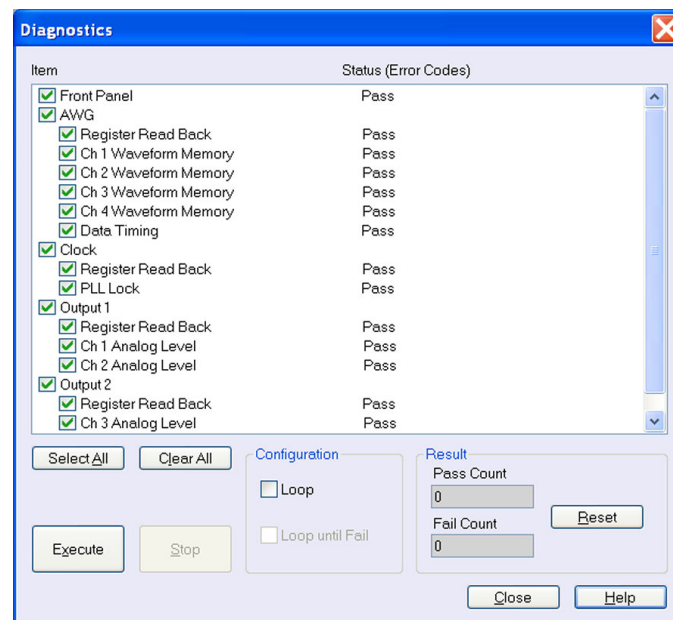 Diagnostics
Item Status (Error Codes)
Front Panel Pass
AWG
Register Read Back Pass
Ch 1 Waveform Memory Pass
Ch 2 Waveform Memory Pass
Ch 3 Waveform Memory Pass
Ch 4 Waveform Memory Pass
Data Timing Pass
Clock
Register Read Back Pass
PLL Lock Pass
Output 1
Register Read Back Pass
Ch 1 Analog Level Pass
Ch 2 Analog Level Pass
Output 2
Register Read Back Pass
Ch 3 Analog Level Pass
Select All Clear All Configuration Result
Pass Count
Loop
0
Reset
Fail Count
Execute Stop Loop until Fail
0
Close Help